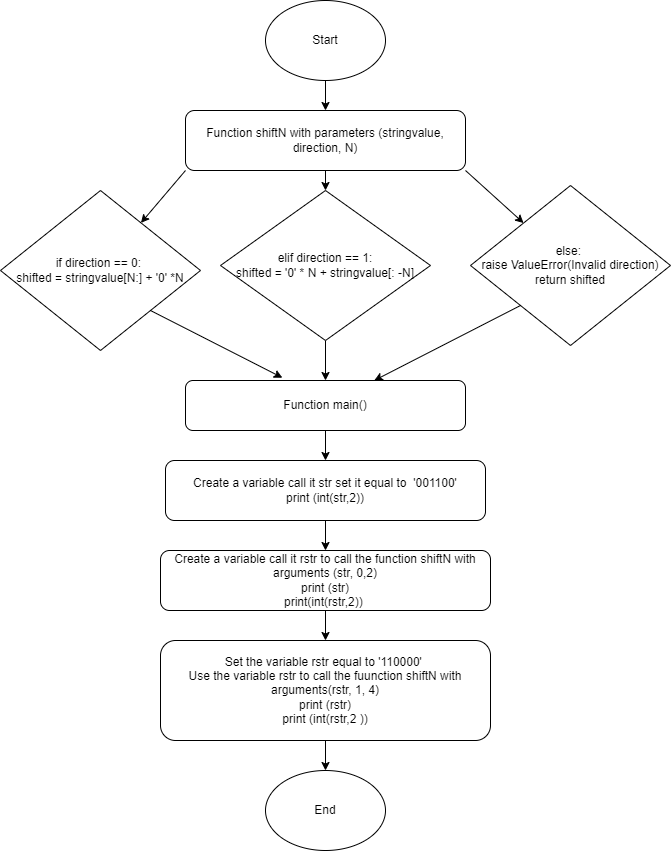 Start
Function shiftN with parameters (stringvalue,
direction, N)
if direction == 0:
shifted = stringvalue[N:] + '0' *N
elif direction == 1:
shifted = '0' * N + stringvalue[: -N]
else:
raise ValueError(Invalid direction)
return shifted
Function main()
Create a variable call it str set it equal to '001100'
print (int(str,2))
Create a variable call it rstr to call the function shiftN with
arguments (str, 0,2)
print (str)
print(int(rstr,2))
Set the variable rstr equal to '110000'
Use the variable rstr to call the fuunction shiftN with
arguments(rstr, 1, 4)
print (rstr)
print (int(rstr,2 ))
End